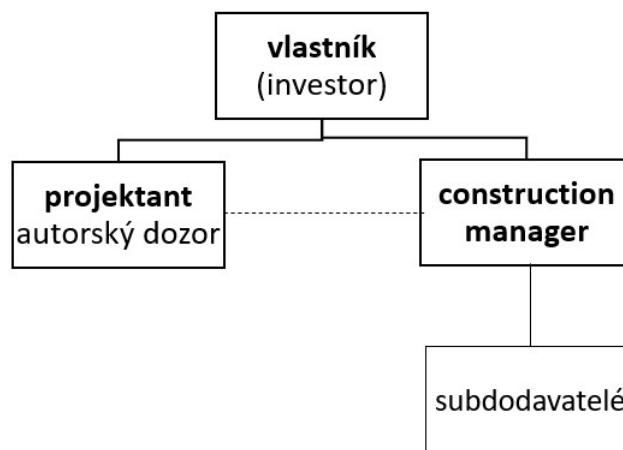 vlastník
(investor)
projektant
autorský dozor
construction
manager
subdodavatelé